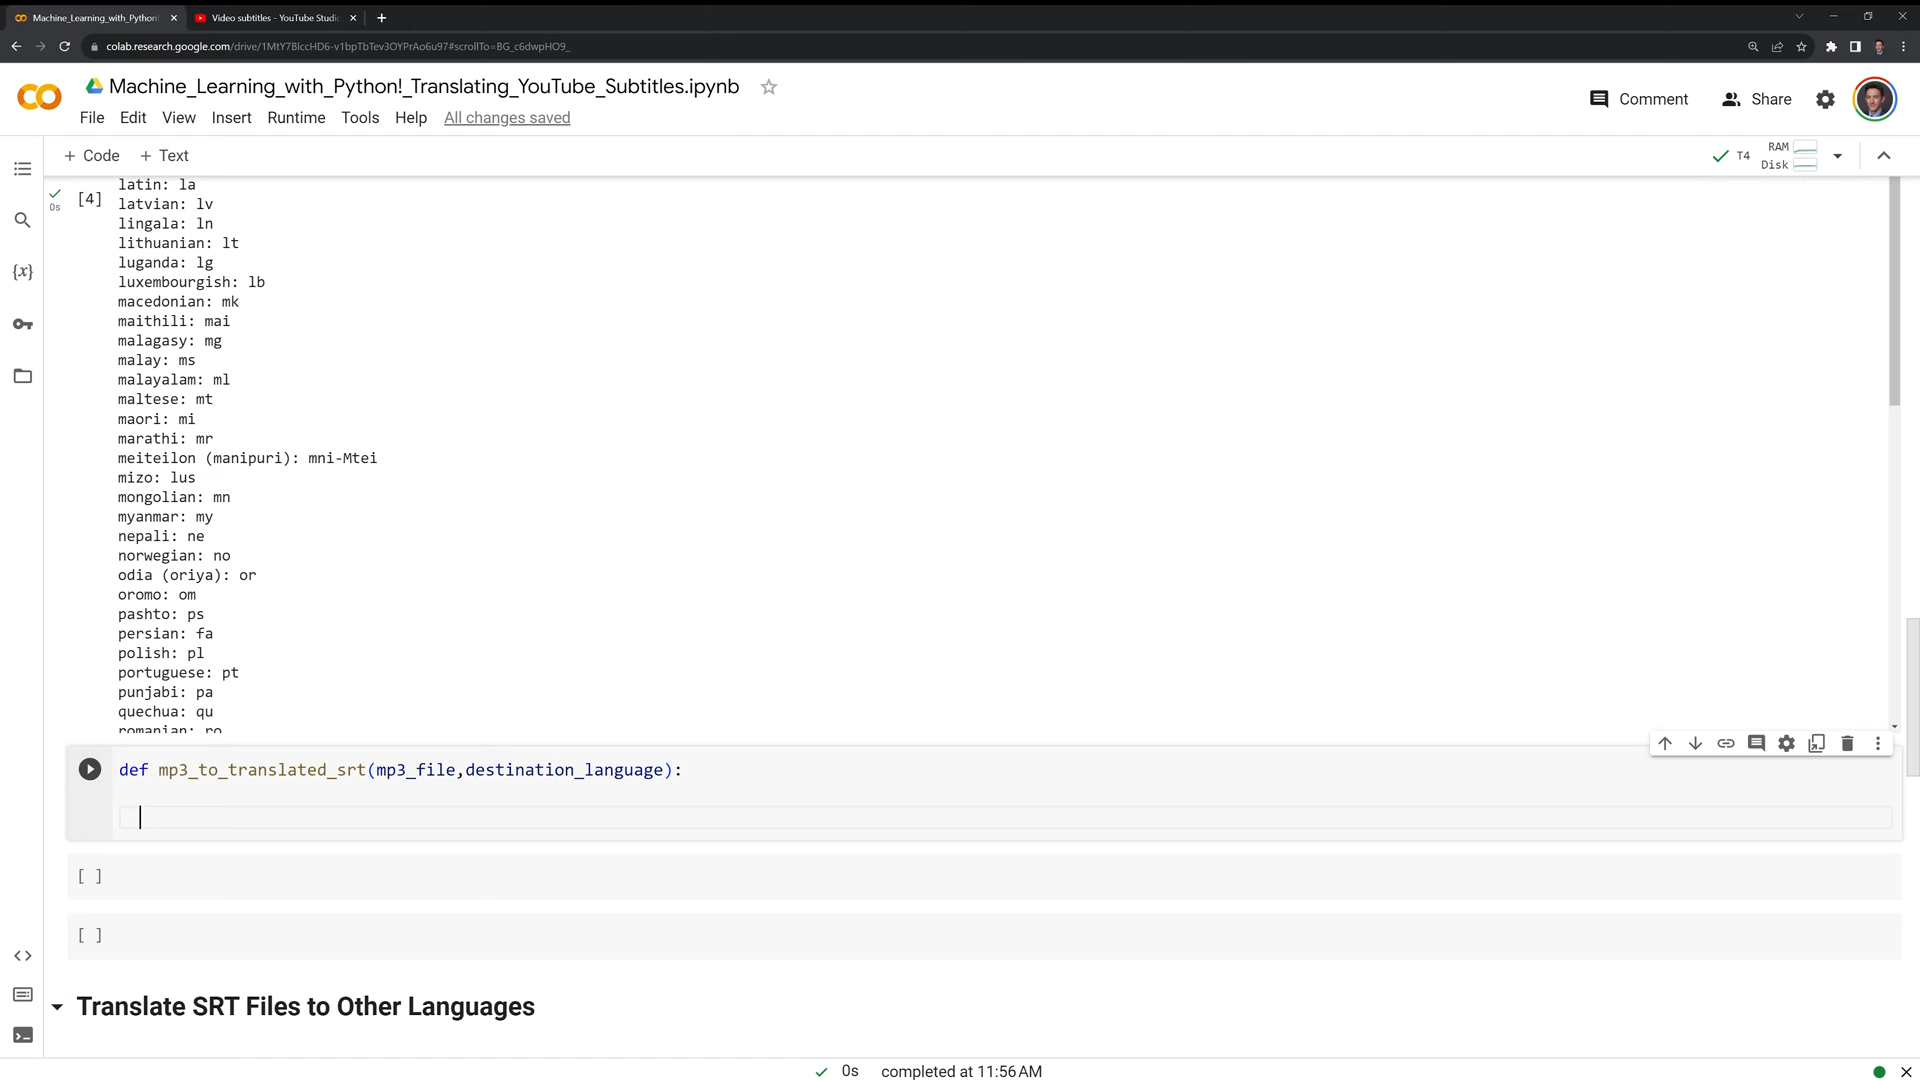 Machine_Learning_with_Python!
Video subtitles - YouTube Studio
colab.research.google.com/drive/1MtY7BlccHD6-v1bpTbTev3OYPrAo6u97#scrollTo=BG_c6dwpHO9_
Machine_Learning_with_Python!_Translating_YouTube_Subtitles.ipynb
Comment
Share
File Edit View Insert Runtime Tools Help All changes saved
+ Code + Text
T4
RAM
Disk
0s
[4]
latin: la
latvian: lv
lingala: ln
lithuanian: lt
luganda: lg
luxembourgish: lb
macedonian: mk
maithili: mai
malagasy: mg
malay: ms
malayalam: ml
maltese: mt
maori: mi
marathi: mr
meiteilon (manipuri): mni-Mtei
mizo: lus
mongolian: mn
myanmar: my
nepali: ne
norwegian: no
odia (oriya): or
oromo: om
pashto: ps
persian: fa
polish: pl
portuguese: pt
punjabi: pa
quechua: qu
romanian: ro
def mp3_to_translated_srt(mp3_file,destination_language):
[ ]
[ ]
Translate SRT Files to Other Languages
0s completed at 11:56 AM